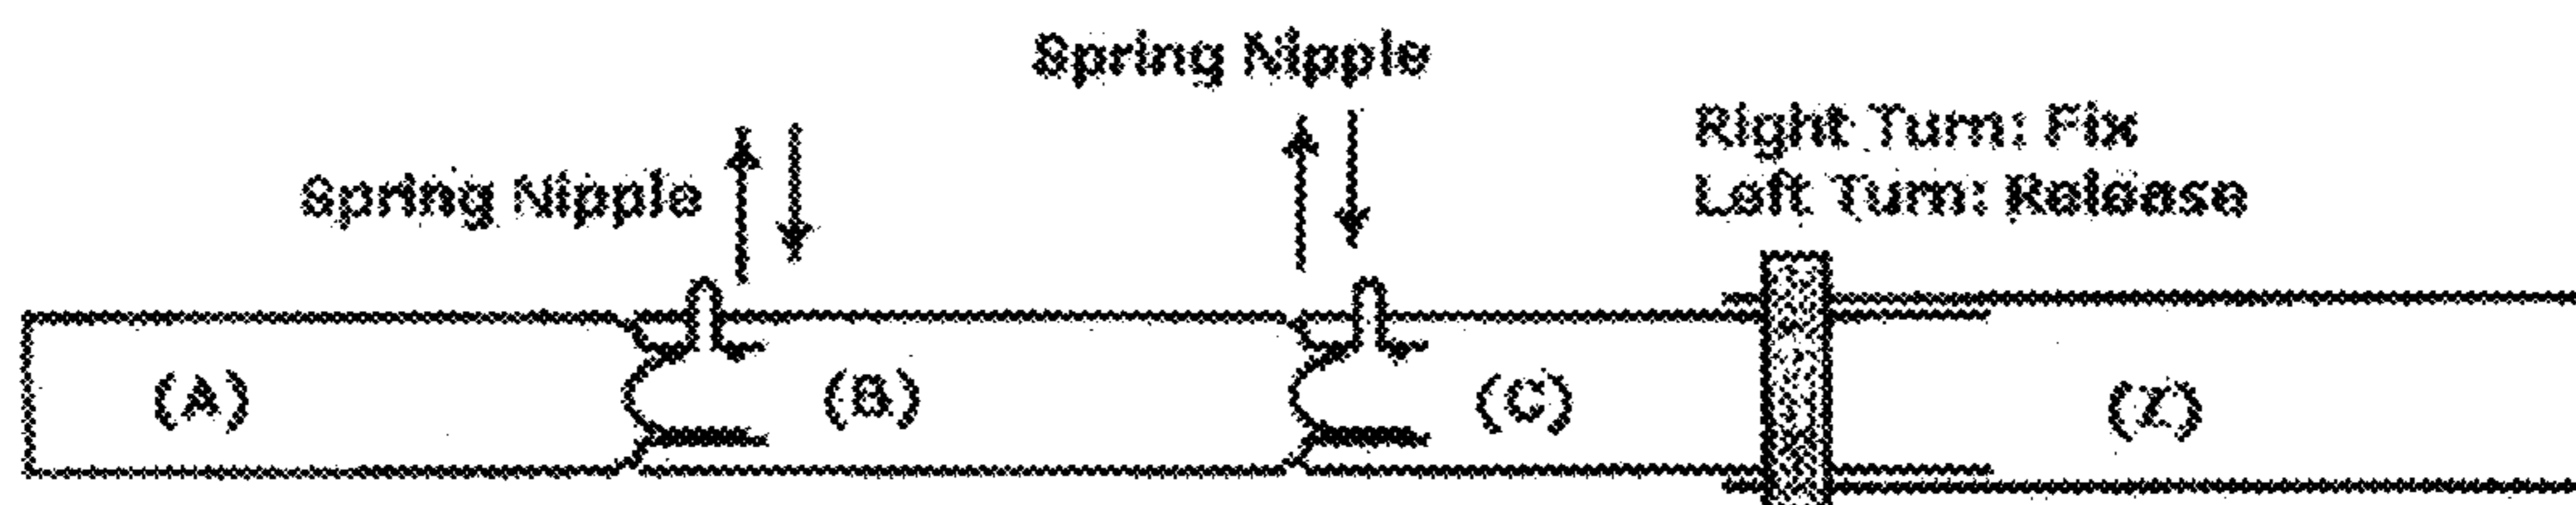 Spring Nipple
Spring Nipple
Right Turn: Fix
Left Turn: Release
(A)
(B)
(C)
(Z)